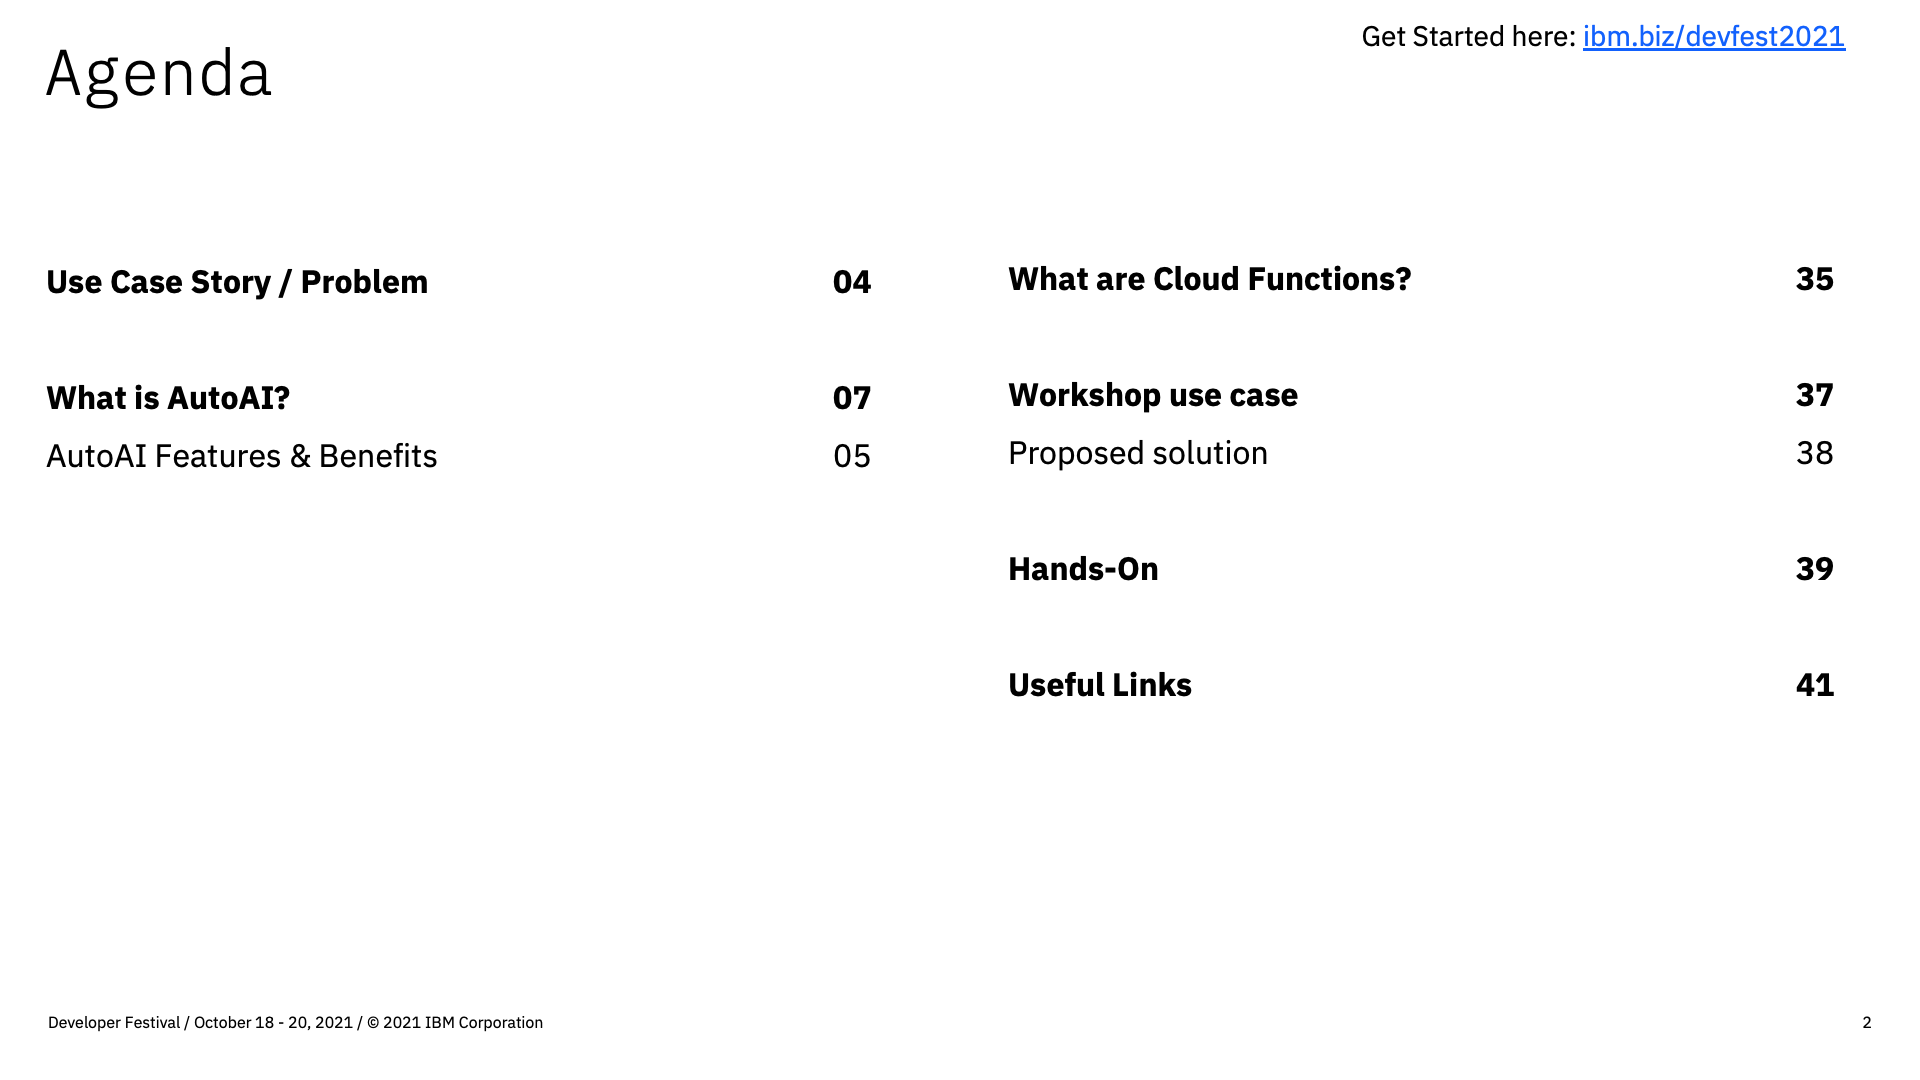 Get Started here: ibm.biz/devfest2021
Agenda
Use Case Story / Problem 04
What is AutoAI? 07
AutoAI Features & Benefits 05
What are Cloud Functions? 35
Workshop use case 37
Proposed solution 38
Hands-On 39
Useful Links 41
Developer Festival / October 18 - 20, 2021 / © 2021 IBM Corporation 2